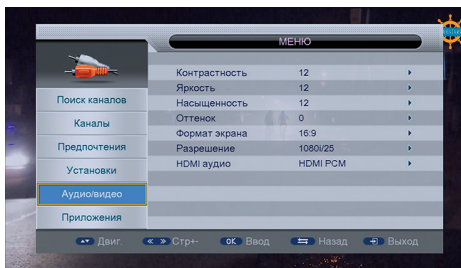 МЕНЮ
Поиск каналов
Каналы
Предпочтения
Установки
Аудио/видео
Приложения
Контрастность 12
Яркость 12
Насыщенность 12
Оттенок 0
Формат экрана 16:9
Разрешение 1080i/25
HDMI аудио HDMI PCM
Двиг. Стр+- OK Ввод Назад Выход